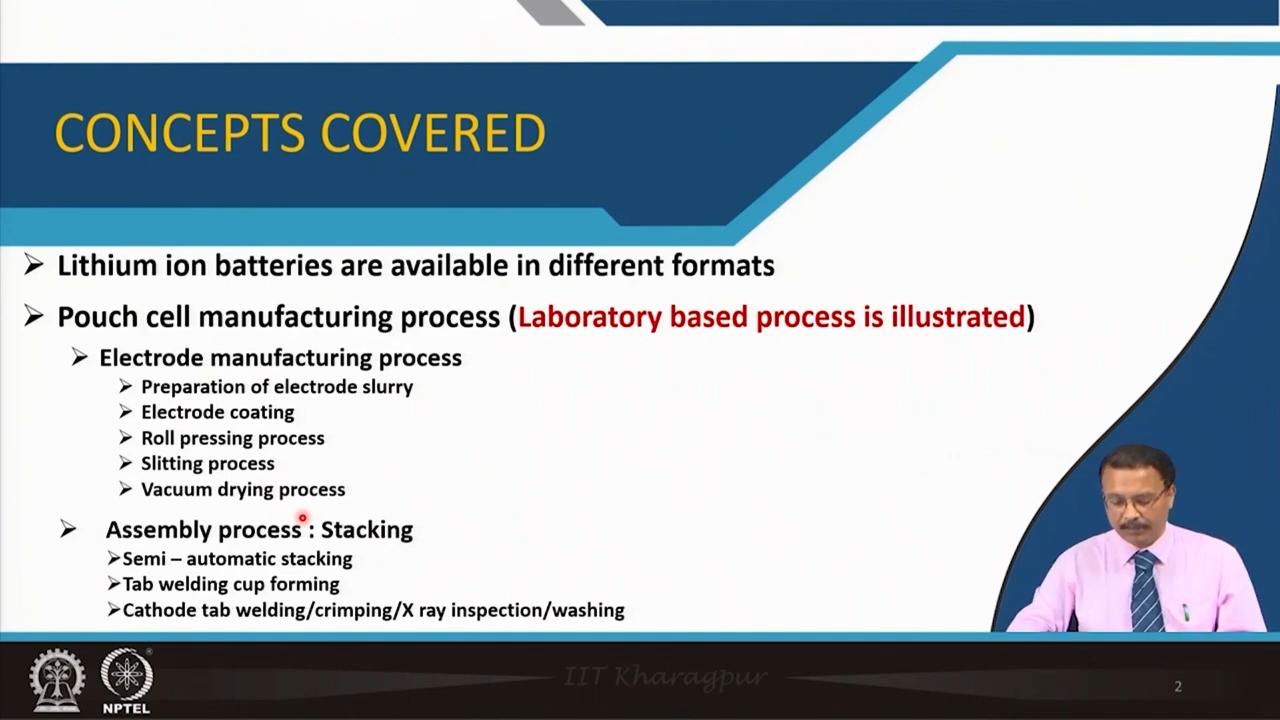 CONCEPTS COVERED
➢ Lithium ion batteries are available in different formats
➢ Pouch cell manufacturing process (Laboratory based process is illustrated)
➢ Electrode manufacturing process
➢ Preparation of electrode slurry
➢ Electrode coating
➢ Roll pressing process
➢ Slitting process
➢ Vacuum drying process
➢ Assembly process : Stacking
➢Semi – automatic stacking
➢Tab welding cup forming
➢Cathode tab welding/crimping/X ray inspection/washing
IIT Kharagpur
NPTEL
2